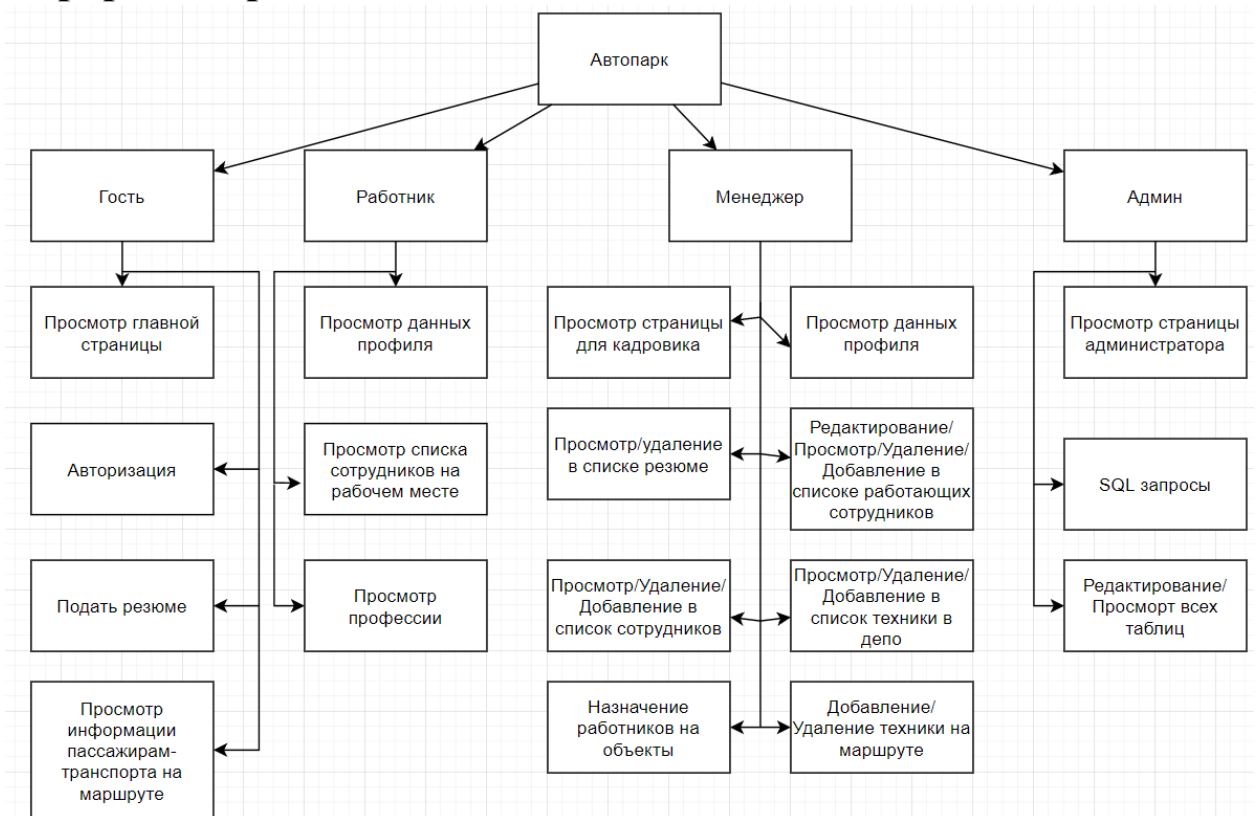 Автопарк
Гость
Работник
Менеджер
Админ
Просмотр главной
страницы
Просмотр данных
профиля
Просмотр страницы
для кадровика
Просмотр данных
профиля
Просмотр страницы
администратора
Авторизация
Просмотр списка
сотрудников на
рабочем месте
Просмотр/удаление
в списке резюме
Редактирование/
Просмотр/Удаление/
Добавление в
списоке работающих
сотрудников
SQL запросы
Подать резюме
Просмотр
профессии
Просмотр/Удаление/
Добавление в
список сотрудников
Просмотр/Удаление/
Добавление в
список техники в
депо
Редактирование/
Просморт всех
таблиц
Просмотр
информации
пассажирам-
транспорта на
маршруте
Назначение
работников на
объекты
Добавление/
Удаление техники на
маршруте